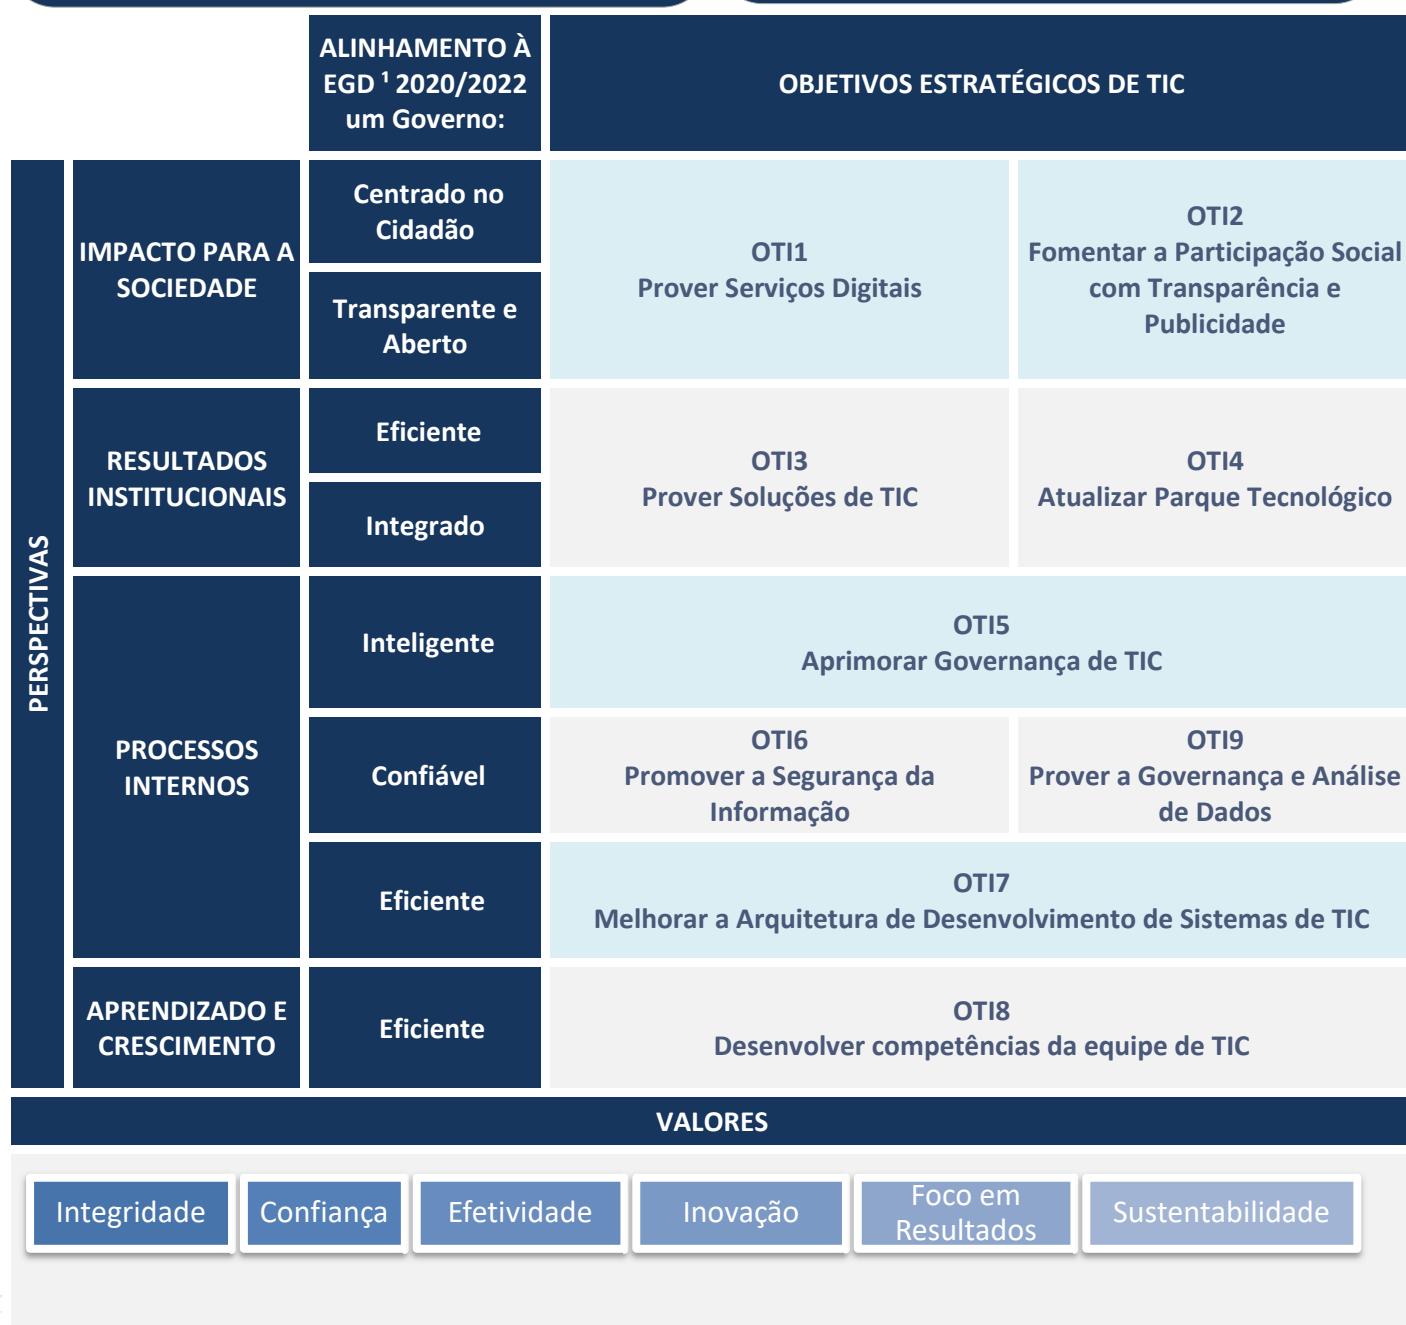 ALINHAMENTO À
EGD ¹ 2020/2022
um Governo:
OBJETIVOS ESTRATÉGICOS DE TIC
PERSPECTIVAS
IMPACTO PARA A
SOCIEDADE
Centrado no
Cidadão
Transparente e
Aberto
OTI1
Prover Serviços Digitais
OTI2
Fomentar a Participação Social
com Transparência e
Publicidade
RESULTADOS
INSTITUCIONAIS
Eficiente
Integrado
OTI3
Prover Soluções de TIC
OTI4
Atualizar Parque Tecnológico
PROCESSOS
INTERNOS
Inteligente
OTI5
Aprimorar Governança de TIC
Confiável
OTI6
Promover a Segurança da
Informação
OTI9
Prover a Governança e Análise
de Dados
Eficiente
OTI7
Melhorar a Arquitetura de Desenvolvimento de Sistemas de TIC
APRENDIZADO E
CRESCIMENTO
Eficiente
OTI8
Desenvolver competências da equipe de TIC
VALORES
Integridade
Confiança
Efetividade
Inovação
Foco em
Resultados
Sustentabilidade